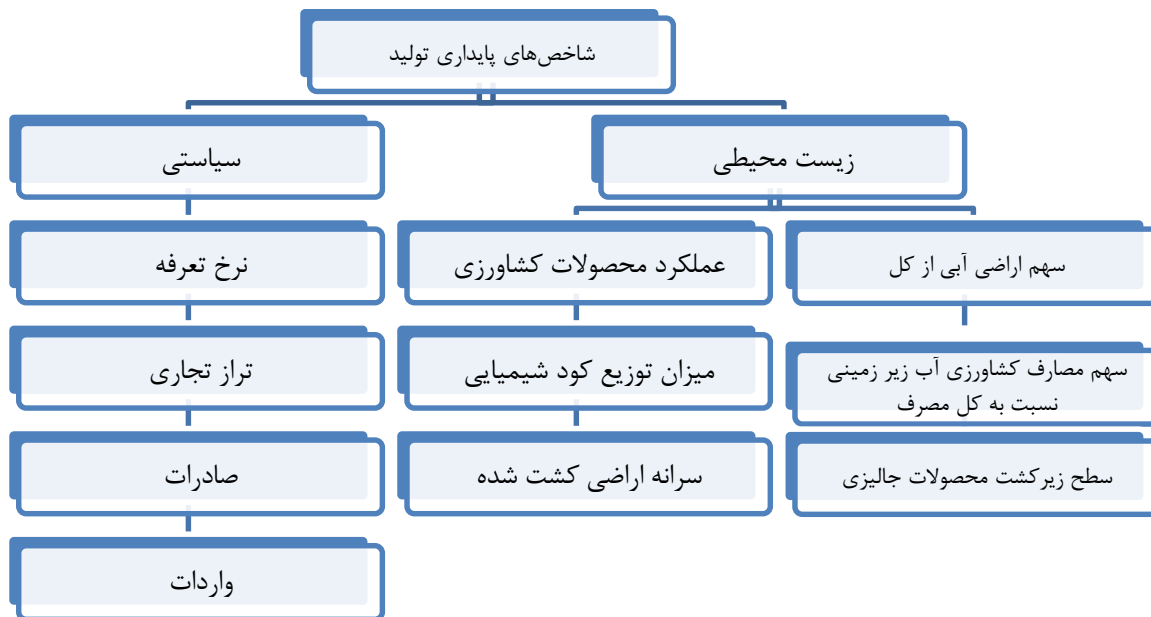 شاخص‌های پایداری تولید
زیست محیطی
سیاستی
سهم اراضی آبی از کل
عملکرد محصولات کشاورزی
نرخ تعرفه
سهم مصارف کشاورزی آب زیر زمینی
نسبت به کل مصرف
میزان توزیع کود شیمیایی
تراز تجاری
سطح زیرکشت محصولات جالیزی
سرانه اراضی کشت شده
صادرات
واردات